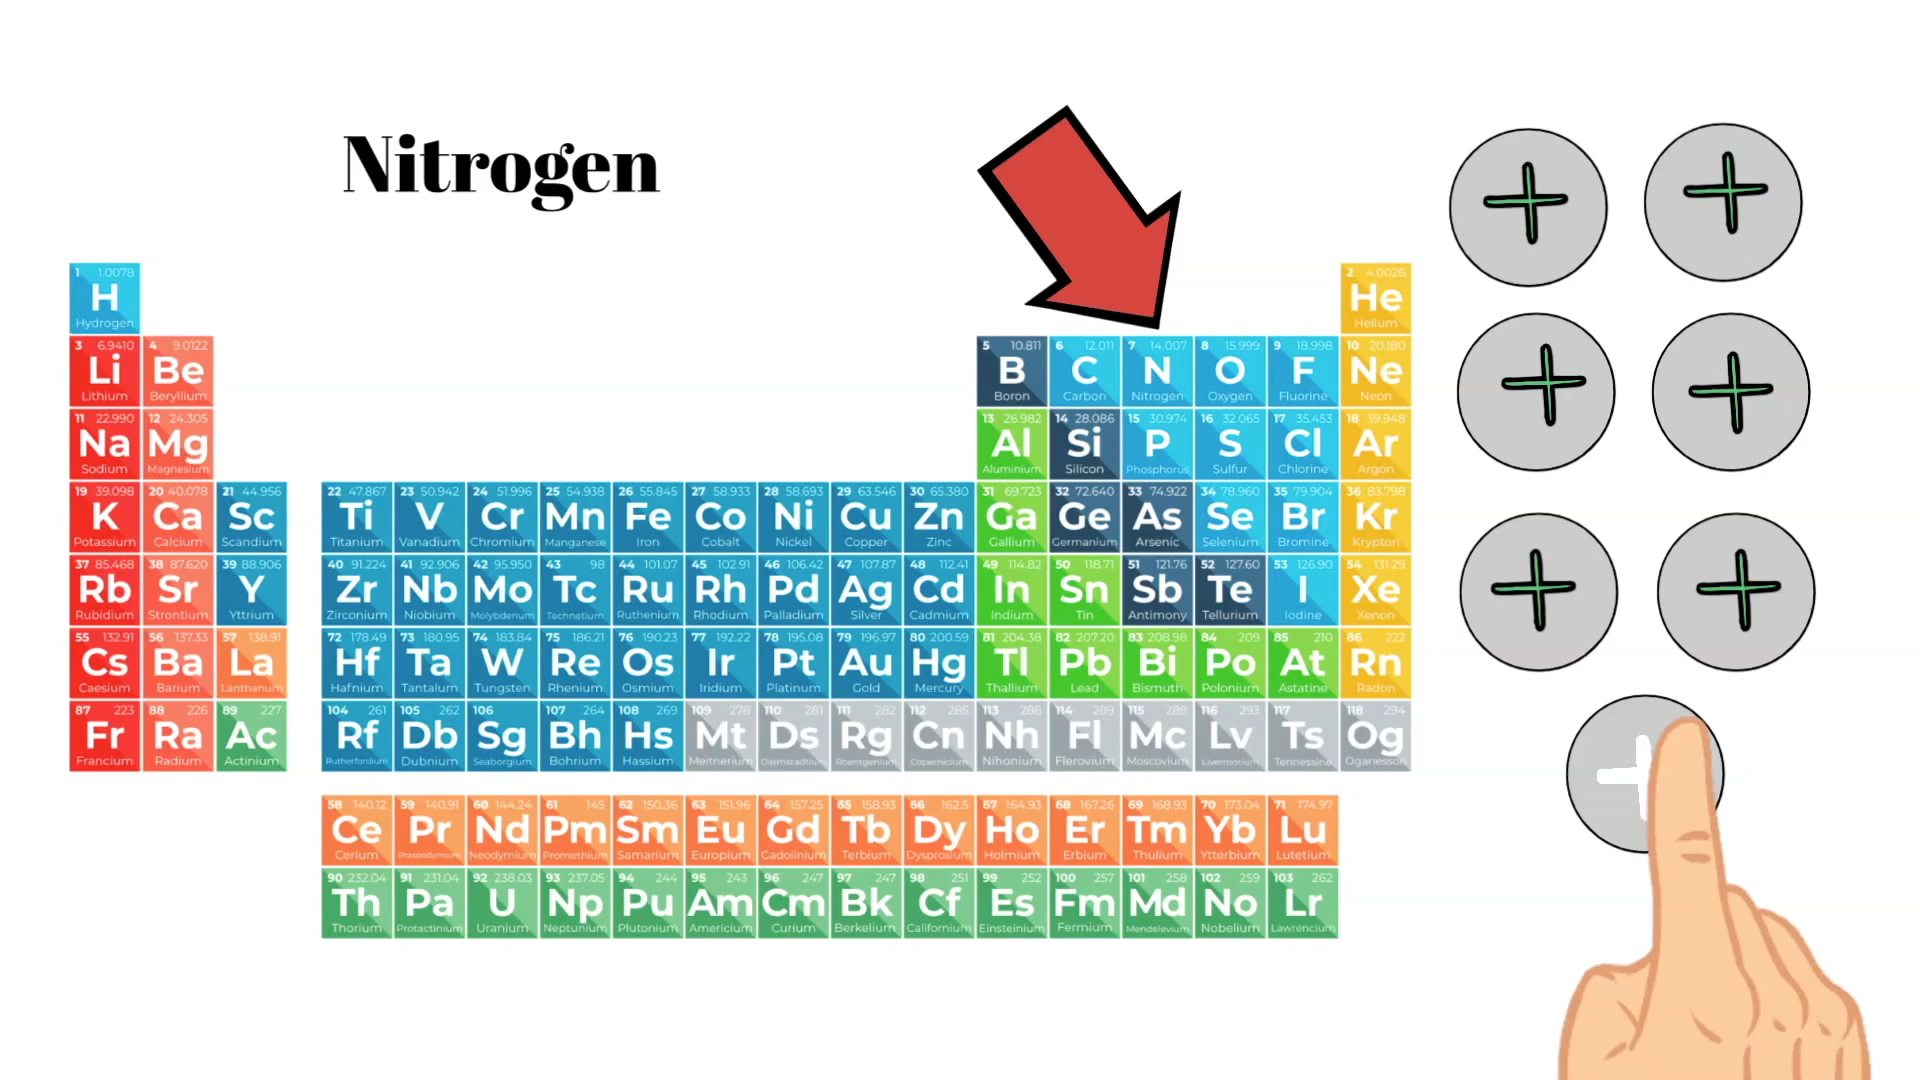 Nitrogen
1 1.0078 2 4.0026
H He
Hydrogen Helium
3 6.9410 4 9.0122 5 10.811 6 12.011 7 14.007 8 15.999 9 18.998 10 20.180
Li Be B C N O F Ne
Lithium Beryllium Boron Carbon Nitrogen Oxygen Fluorine Neon
11 22.990 12 24.305 13 26.982 14 28.086 15 30.974 16 32.065 17 35.453 18 39.948
Na Mg Al Si P S Cl Ar
Sodium Magnesium Aluminium Silicon Phosphorus Sulfur Chlorine Argon
19 39.098 20 40.078 21 44.956 22 47.867 23 50.942 24 51.996 25 54.938 26 55.845 27 58.933 28 58.693 29 63.546 30 65.380 31 69.723 32 72.640 33 74.922 34 78.960 35 79.904 36 83.798
K Ca Sc Ti V Cr Mn Fe Co Ni Cu Zn Ga Ge As Se Br Kr
Potassium Calcium Scandium Titanium Vanadium Chromium Manganese Iron Cobalt Nickel Copper Zinc Gallium Germanium Arsenic Selenium Bromine Krypton
37 85.468 38 87.620 39 88.906 40 91.224 41 92.906 42 95.950 43 98 44 101.07 45 102.91 46 106.42 47 107.87 48 112.41 49 114.82 50 118.71 51 121.76 52 127.60 53 126.90 54 131.29
Rb Sr Y Zr Nb Mo Tc Ru Rh Pd Ag Cd In Sn Sb Te I Xe
Rubidium Strontium Yttrium Zirconium Niobium Molybdenum Technetium Ruthenium Rhodium Palladium Silver Cadmium Indium Tin Antimony Tellurium Iodine Xenon
55 132.91 56 137.33 57 138.91 72 178.49 73 180.95 74 183.84 75 186.21 76 190.23 77 192.22 78 195.08 79 196.97 80 200.59 81 204.38 82 207.20 83 208.98 84 209 85 210 86 222
Cs Ba La Hf Ta W Re Os Ir Pt Au Hg Tl Pb Bi Po At Rn
Caesium Barium Lanthanum Hafnium Tantalum Tungsten Rhenium Osmium Iridium Platinum Gold Mercury Thallium Lead Bismuth Polonium Astatine Radon
87 223 88 226 89 227 104 261 105 262 106 107 264 108 269 109 278 110 281 111 282 112 285 113 286 114 289 115 289 116 293 117 118 294
Fr Ra Ac Rf Db Sg Bh Hs Mt Ds Rg Cn Nh Fl Mc Lv Ts Og
Francium Radium Actinium Rutherfordium Dubnium Seaborgium Bohrium Hassium Meitnerium Darmstadtium Roentgenium Copernicium Nihonium Flerovium Moscovium Livermorium Tennessine Oganesson
58 140.12 59 140.91 60 144.24 61 145 62 150.36 63 151.96 64 157.25 65 158.93 66 162.5 67 164.93 68 167.26 69 168.93 70 173.04 71 174.97
Ce Pr Nd Pm Sm Eu Gd Tb Dy Ho Er Tm Yb Lu
Cerium Praseodymium Neodymium Promethium Samarium Europium Gadolinium Terbium Dysprosium Holmium Erbium Thulium Ytterbium Lutetium
90 232.04 91 231.04 92 238.03 93 237.05 94 244 95 243 96 247 97 247 98 251 99 252 100 257 101 258 102 259 103 262
Th Pa U Np Pu Am Cm Bk Cf Es Fm Md No Lr
Thorium Protactinium Uranium Neptunium Plutonium Americium Curium Berkelium Californium Einsteinium Fermium Mendelevium Nobelium Lawrencium